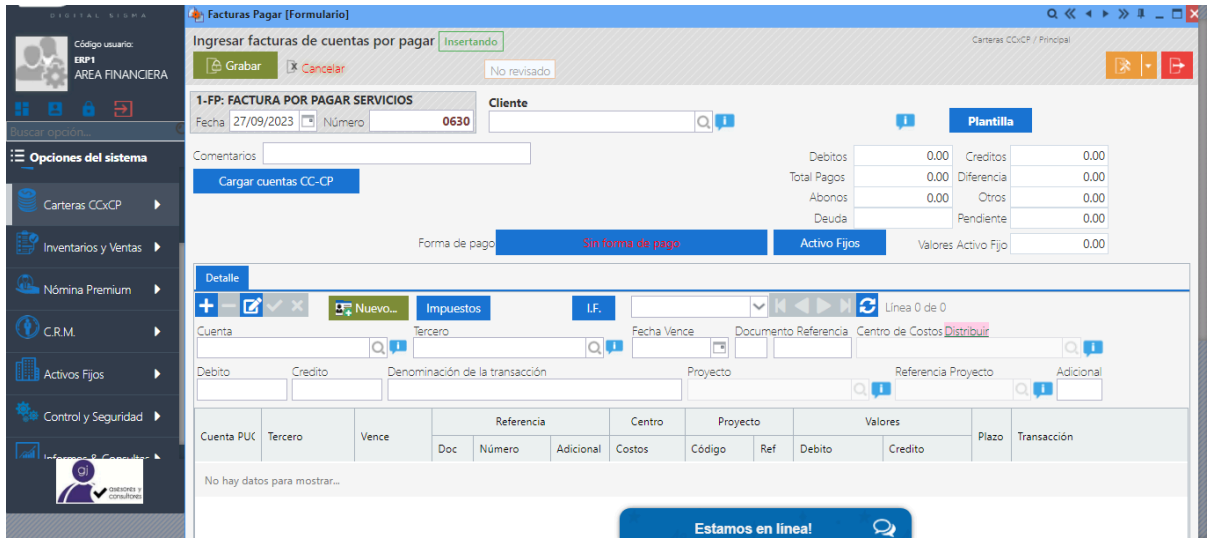 DIGITAL SIGMA
Código usuario:
ERP1
AREA FINANCIERA
Buscar opción...
Opciones del sistema
Carteras CCxCP
Inventarios y Ventas
Nómina Premium
C.R.M.
Activos Fijos
Control y Seguridad
Informes & Consultas
gj
asesores y
consultores
Facturas Pagar [Formulario]
Ingresar facturas de cuentas por pagar Insertando
Carteras CCxCP / Principal
Grabar Cancelar No revisado
1-FP: FACTURA POR PAGAR SERVICIOS Cliente
Fecha 27/09/2023 Número 0630 Plantilla
Comentarios Debitos 0.00 Creditos 0.00
Cargar cuentas CC-CP Total Pagos 0.00 Diferencia 0.00
Abonos 0.00 Otros 0.00
Deuda Pendiente 0.00
Forma de pago Sin forma de pago Activo Fijos Valores Activo Fijo 0.00
Detalle
Nuevo... Impuestos I.F. Línea 0 de 0
Cuenta Tercero Fecha Vence Documento Referencia Centro de Costos Distribuir
Debito Credito Denominación de la transacción Proyecto Referencia Proyecto Adicional
Referencia Centro Proyecto Valores
Cuenta PUC Tercero Vence Plazo Transacción
Doc Número Adicional Costos Código Ref Debito Credito
No hay datos para mostrar...
Estamos en línea!